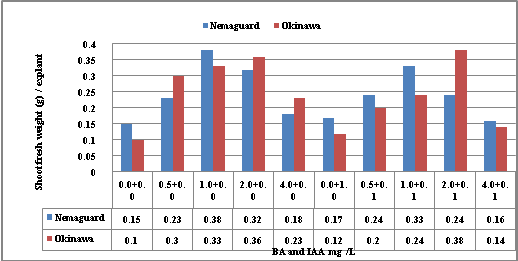 Nemaguard Okinawa
Shoot fresh weight (g) / explant
0.4
0.35
0.3
0.25
0.2
0.15
0.1
0.05
0
0.0+0.0 0.5+0.0 1.0+0.0 2.0+0.0 4.0+0.0 0.0+1.0 0.5+0.1 1.0+0.1 2.0+0.1 4.0+0.1
Nemaguard 0.15 0.23 0.38 0.32 0.18 0.17 0.24 0.33 0.24 0.16
Okinawa 0.1 0.3 0.33 0.36 0.23 0.12 0.2 0.24 0.38 0.14
BA and IAA mg /L